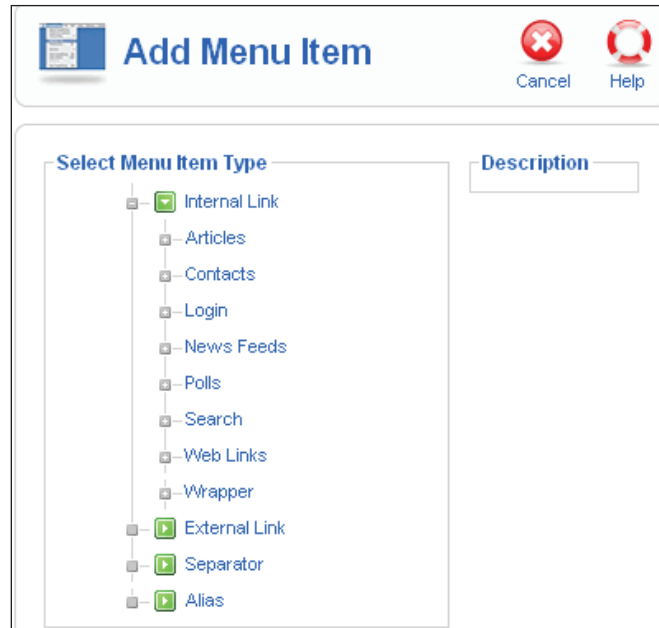 Add Menu Item
Cancel
Help
Select Menu Item Type
Description
Internal Link
Articles
Contacts
Login
News Feeds
Polls
Search
Web Links
Wrapper
External Link
Separator
Alias